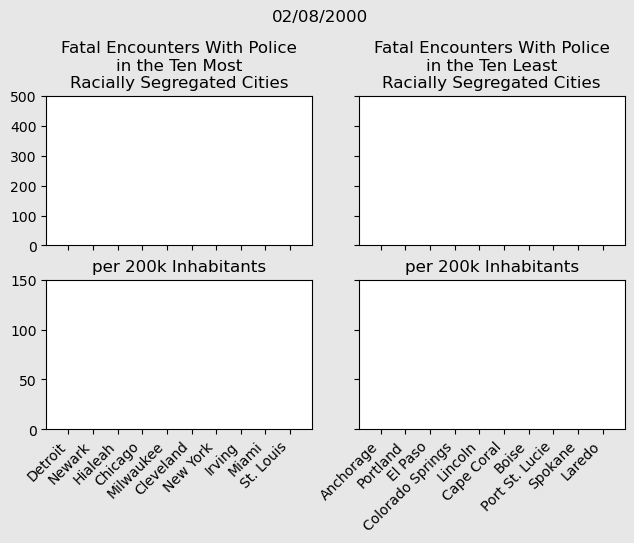 02/08/2000
Fatal Encounters With Police
in the Ten Most
Racially Segregated Cities
Fatal Encounters With Police
in the Ten Least
Racially Segregated Cities
500
400
300
200
100
0
per 200k Inhabitants
per 200k Inhabitants
150
100
50
0
Detroit
Newark
Hialeah
Chicago
Milwaukee
Cleveland
New York
Irving
Miami
St. Louis
Anchorage
Portland
El Paso
Colorado Springs
Lincoln
Cape Coral
Boise
Port St. Lucie
Spokane
Laredo